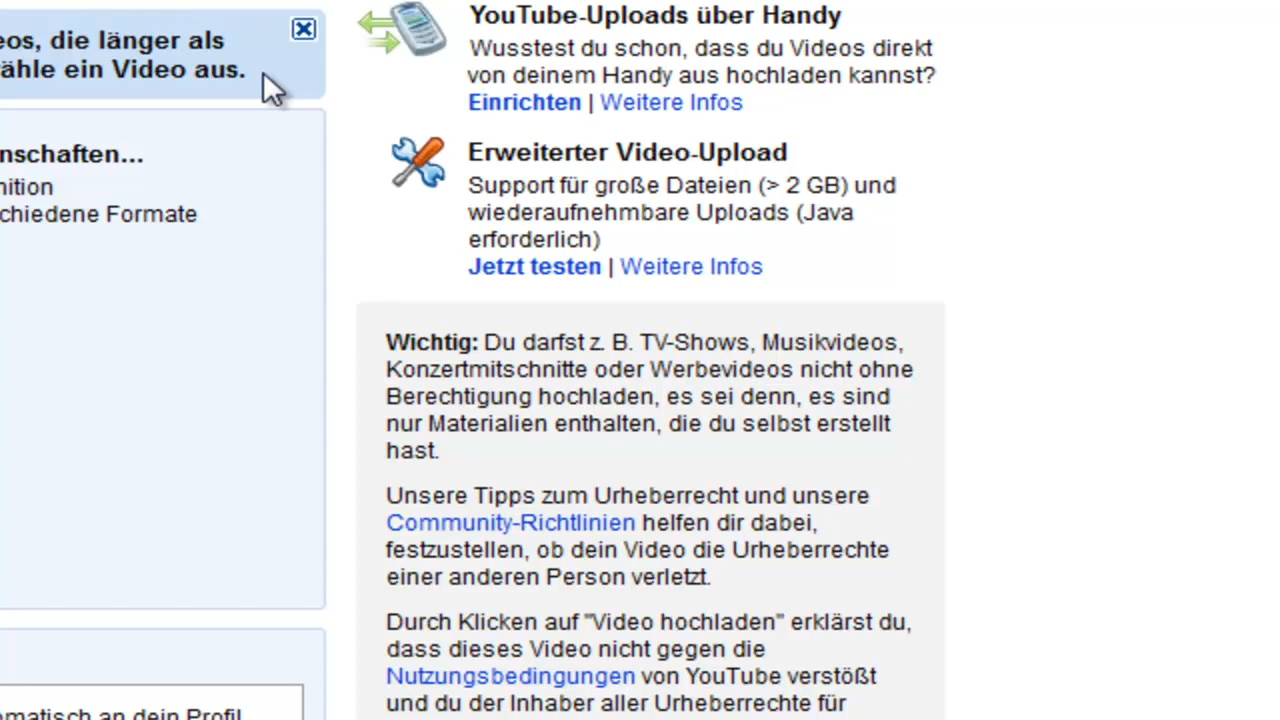 eos, die länger als
ähle ein Video aus.
nschaften...
nition
chiedene Formate
omatisch an dein Profil
YouTube-Uploads über Handy
Wusstest du schon, dass du Videos direkt
von deinem Handy aus hochladen kannst?
Einrichten | Weitere Infos
Erweiterter Video-Upload
Support für große Dateien (> 2 GB) und
wiederaufnehmbare Uploads (Java
erforderlich)
Jetzt testen | Weitere Infos
Wichtig: Du darfst z. B. TV-Shows, Musikvideos,
Konzertmitschnitte oder Werbevideos nicht ohne
Berechtigung hochladen, es sei denn, es sind
nur Materialien enthalten, die du selbst erstellt
hast.
Unsere Tipps zum Urheberrecht und unsere
Community-Richtlinien helfen dir dabei,
festzustellen, ob dein Video die Urheberrechte
einer anderen Person verletzt.
Durch Klicken auf "Video hochladen" erklärst du,
dass dieses Video nicht gegen die
Nutzungsbedingungen von YouTube verstößt
und du der Inhaber aller Urheberrechte für